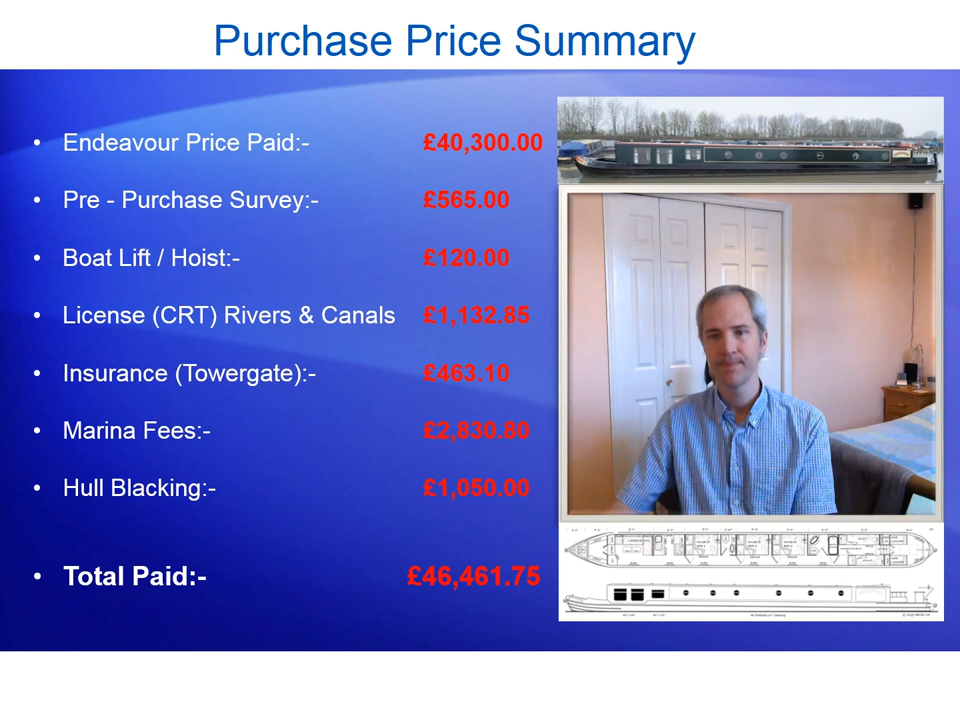 Purchase Price Summary
• Endeavour Price Paid:- £40,300.00
• Pre - Purchase Survey:- £565.00
• Boat Lift / Hoist:- £120.00
• License (CRT) Rivers & Canals £1,132.85
• Insurance (Towergate):- £463.10
• Marina Fees:- £2,830.80
• Hull Blacking:- £1,050.00
• Total Paid:- £46,461.75